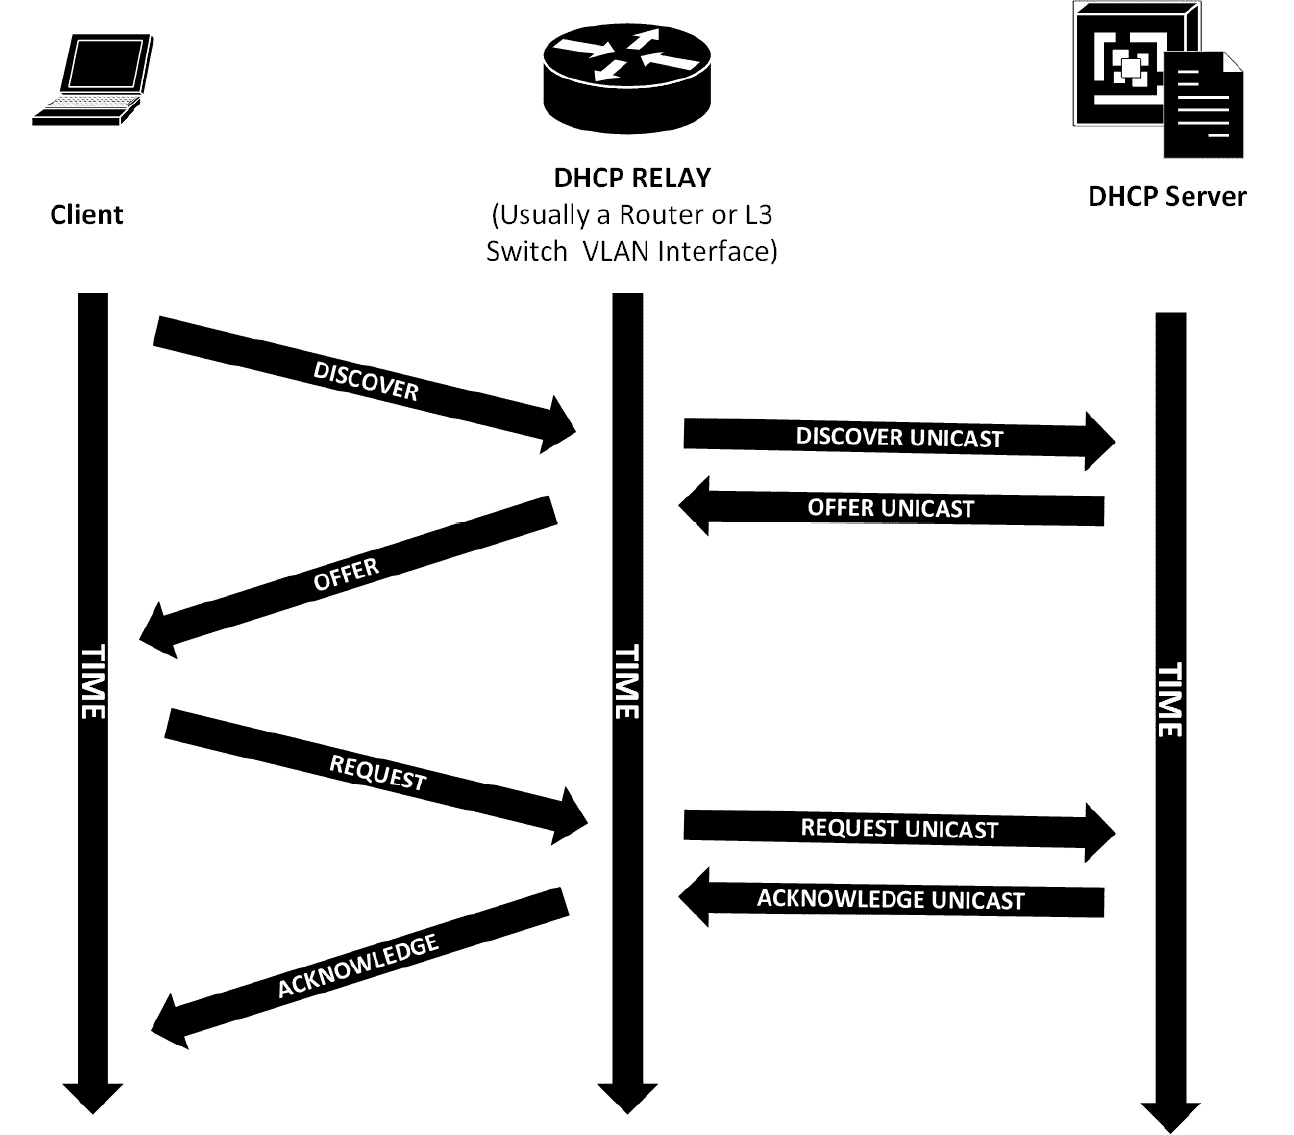 Client
DHCP RELAY
(Usually a Router or L3
Switch VLAN Interface)
DHCP Server
DISCOVER
DISCOVER UNICAST
OFFER UNICAST
OFFER
TIME
TIME
TIME
REQUEST
REQUEST UNICAST
ACKNOWLEDGE UNICAST
ACKNOWLEDGE